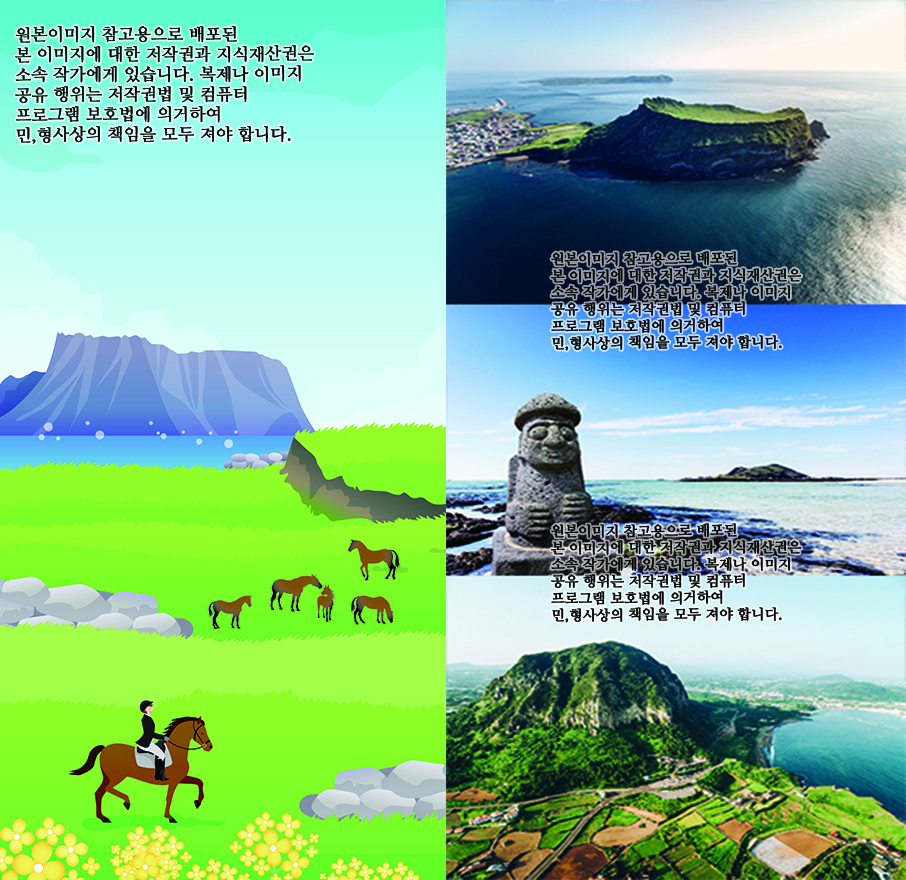 원본이미지 참고용으로 배포된
본 이미지에 대한 저작권과 지식재산권은
소속 작가에게 있습니다. 복제나 이미지
공유 행위는 저작권법 및 컴퓨터
프로그램 보호법에 의거하여
민,형사상의 책임을 모두 져야 합니다.
원본이미지 참고용으로 배포된
본 이미지에 대한 저작권과 지식재산권은
소속 작가에게 있습니다. 복제나 이미지
공유 행위는 저작권법 및 컴퓨터
프로그램 보호법에 의거하여
민,형사상의 책임을 모두 져야 합니다.
원본이미지 참고용으로 배포된
본 이미지에 대한 저작권과 지식재산권은
소속 작가에게 있습니다. 복제나 이미지
공유 행위는 저작권법 및 컴퓨터
프로그램 보호법에 의거하여
민,형사상의 책임을 모두 져야 합니다.